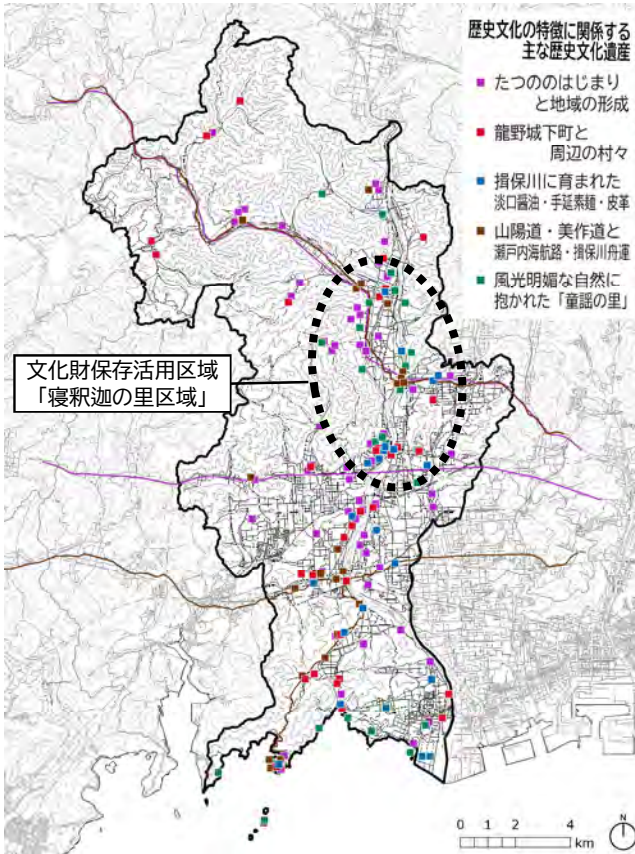 歴史文化の特徴に関係する
主な歴史文化遺産
たつののはじまり
と地域の形成
龍野城下町と
周辺の村々
揖保川に育まれた
淡口醤油・手延素麺・皮革
山陽道・美作道と
瀬戸内海航路・揖保川舟運
風光明媚な自然に
抱かれた「童謡の里」
文化財保存活用区域
「寝釈迦の里区域」
0 1 2 4
km
N